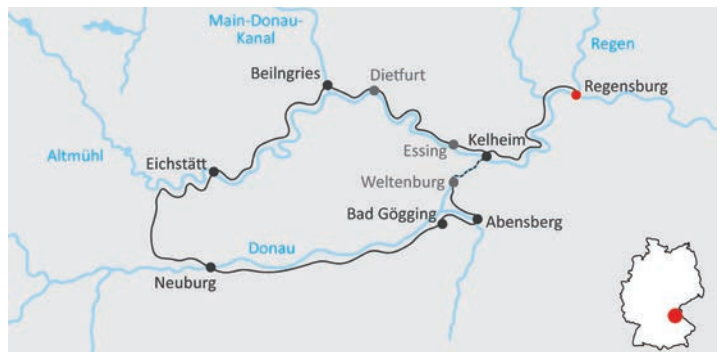 Main-Donau-
Kanal
Regen
Beilngries
Dietfurt
Regensburg
Altmühl
Essing
Kelheim
Eichstätt
Weltenburg
Bad Gögging
Abensberg
Donau
Neuburg